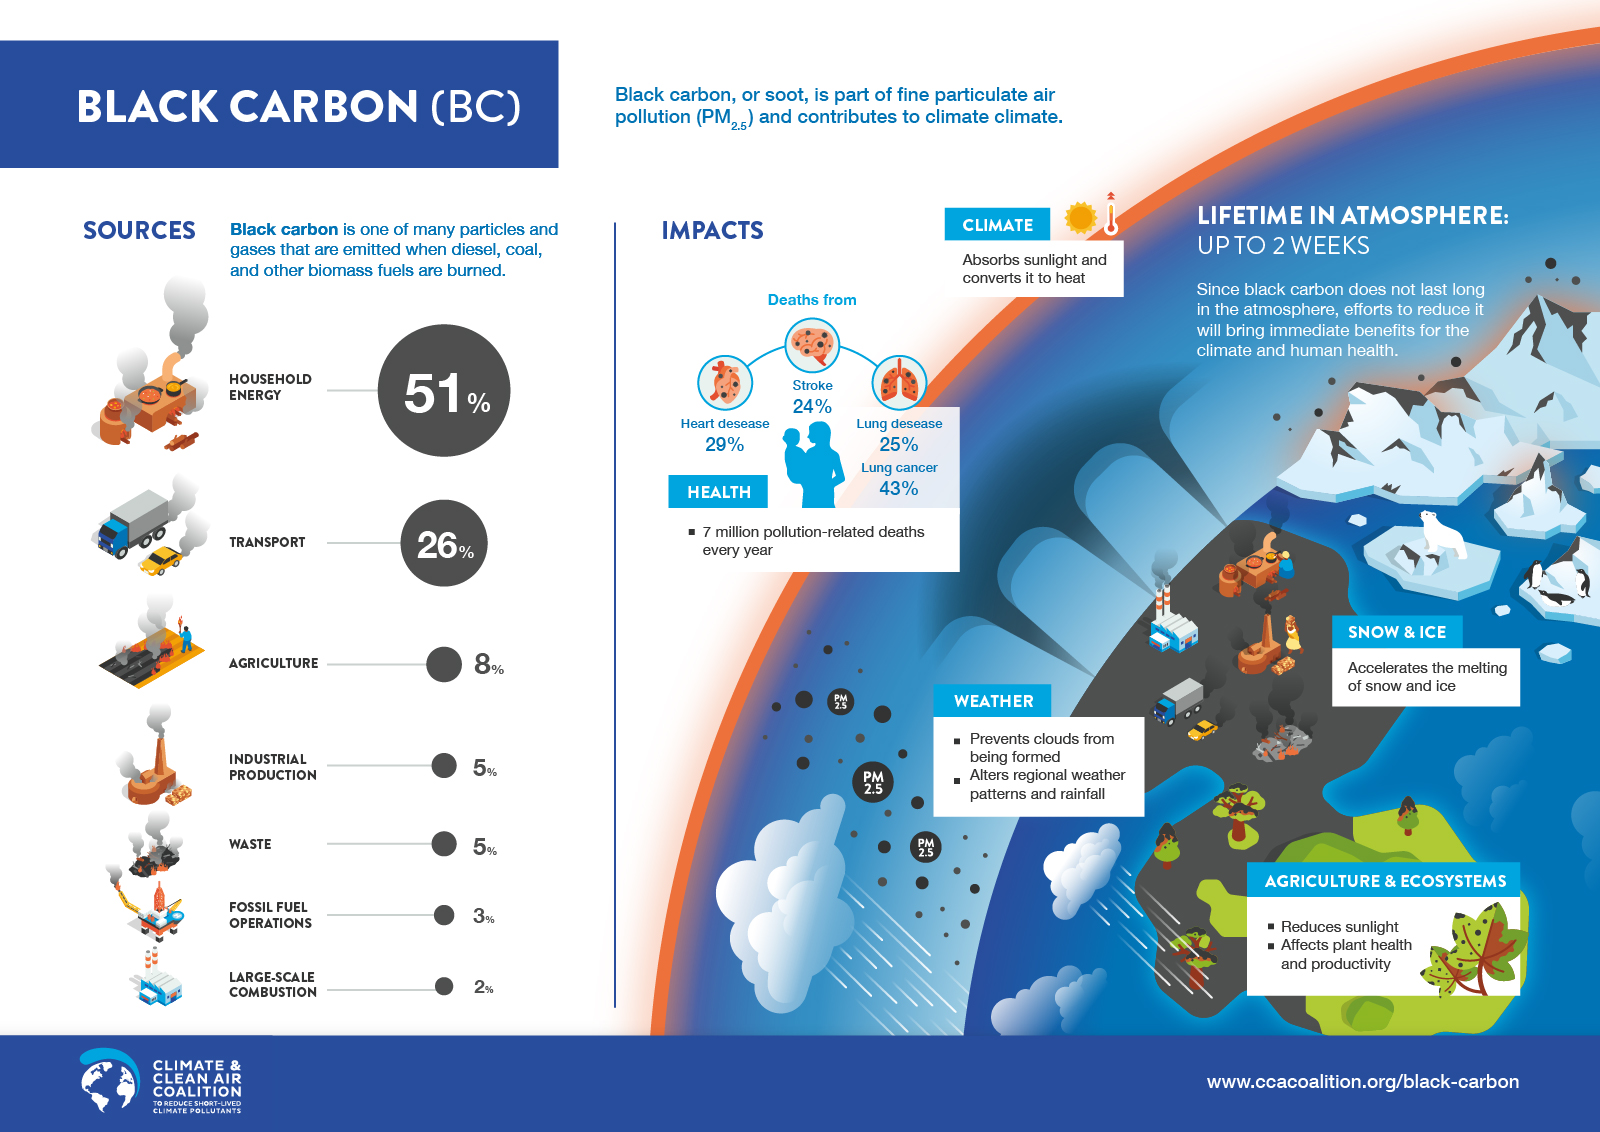 BLACK CARBON (BC)
Black carbon, or soot, is part of fine particulate air
pollution (PM2.5) and contributes to climate climate.
SOURCES
Black carbon is one of many particles and
gases that are emitted when diesel, coal,
and other biomass fuels are burned.
HOUSEHOLD
ENERGY
51%
TRANSPORT
26%
AGRICULTURE
8%
INDUSTRIAL
PRODUCTION
5%
WASTE
5%
FOSSIL FUEL
OPERATIONS
3%
LARGE-SCALE
COMBUSTION
2%
IMPACTS
CLIMATE
Absorbs sunlight and
converts it to heat
Deaths from
Stroke
24%
Heart desease
29%
Lung desease
25%
Lung cancer
43%
HEALTH
▪ 7 million pollution-related deaths
every year
LIFETIME IN ATMOSPHERE:
UP TO 2 WEEKS
Since black carbon does not last long
in the atmosphere, efforts to reduce it
will bring immediate benefits for the
climate and human health.
SNOW & ICE
Accelerates the melting
of snow and ice
PM
2.5
PM
2.5
PM
2.5
WEATHER
▪ Prevents clouds from
being formed
▪ Alters regional weather
patterns and rainfall
AGRICULTURE & ECOSYSTEMS
▪ Reduces sunlight
▪ Affects plant health
and productivity
CLIMATE &
CLEAN AIR
COALITION
TO REDUCE SHORT-LIVED
CLIMATE POLLUTANTS
www.ccacoalition.org/black-carbon